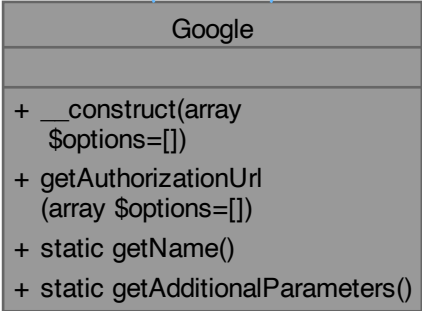 Google
+ __construct(array
$options=[])
+ getAuthorizationUrl
(array $options=[])
+ static getName()
+ static getAdditionalParameters()